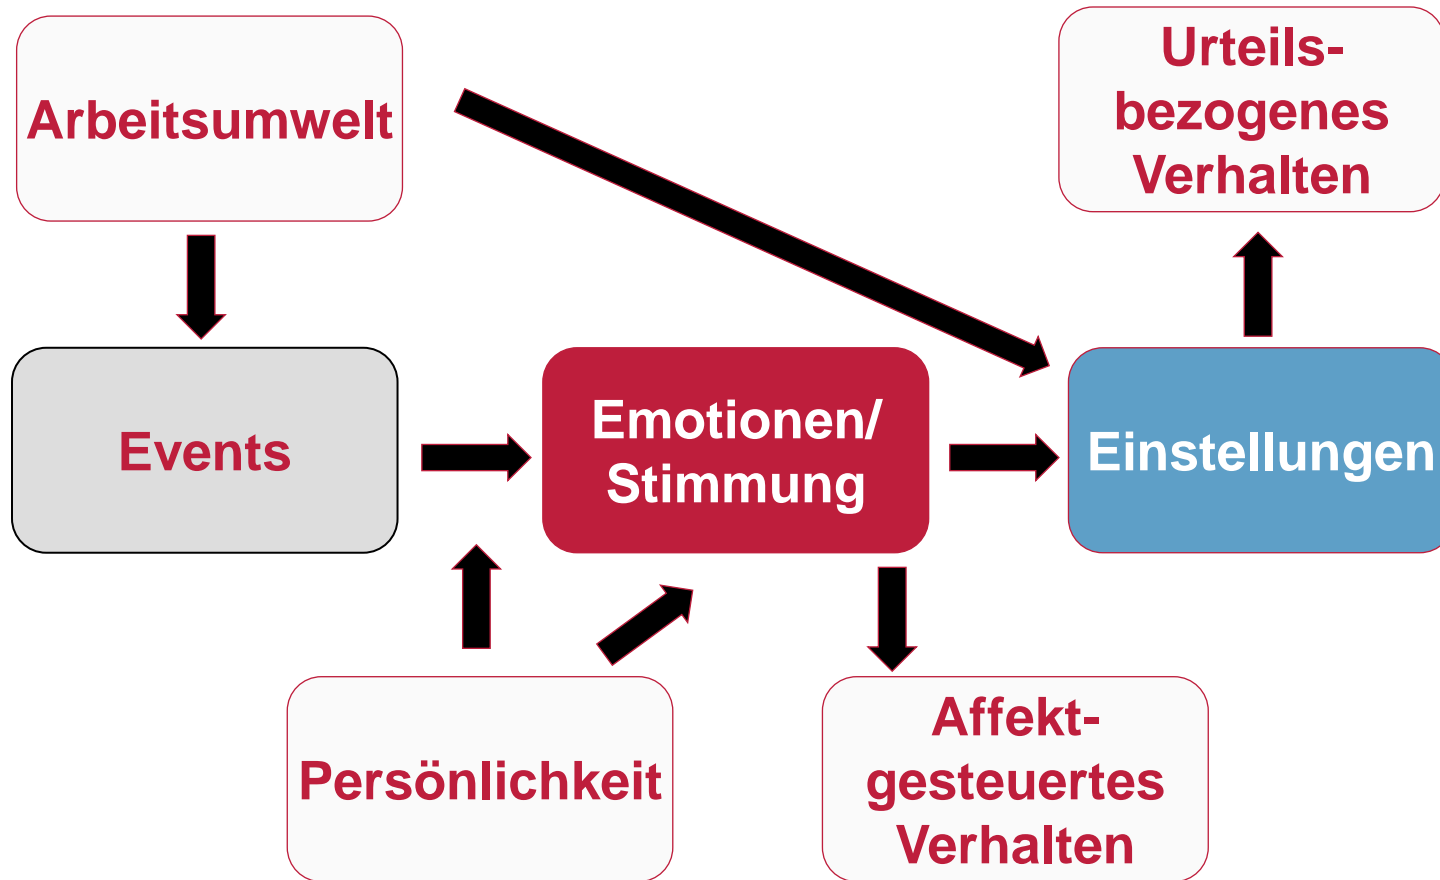 Arbeitsumwelt
Urteils-
bezogenes
Verhalten
Events
Emotionen/
Stimmung
Einstellungen
Persönlichkeit
Affekt-
gesteuertes
Verhalten